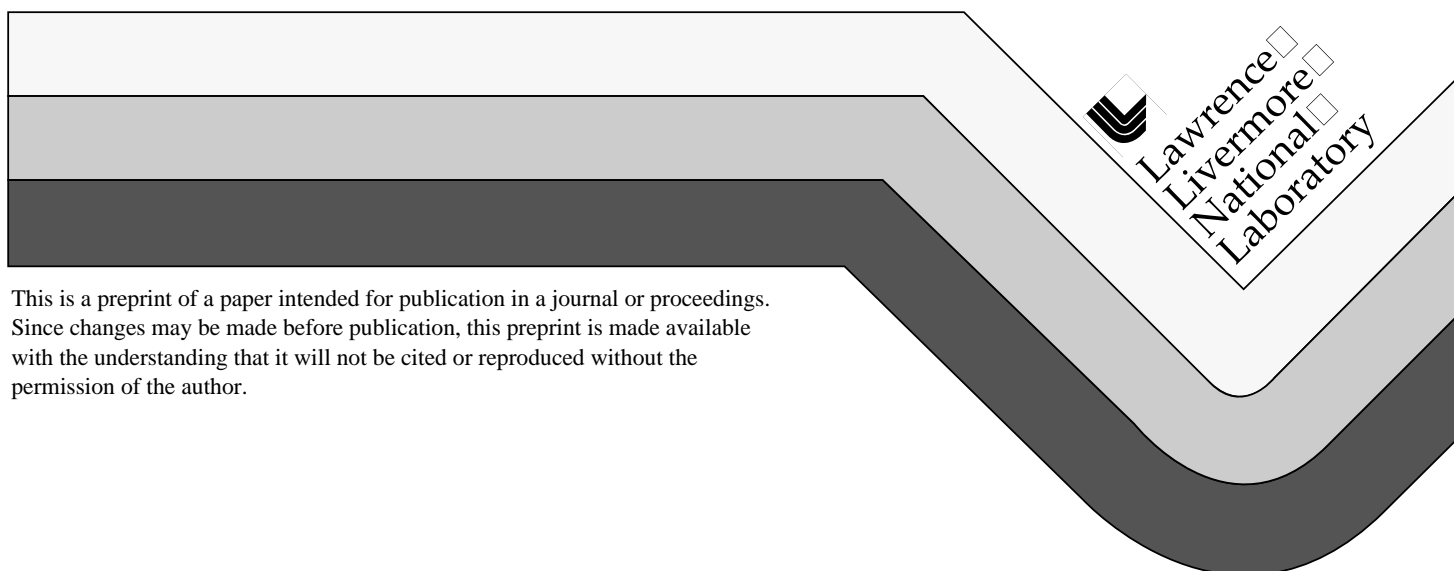 Lawrence
Livermore
National
Laboratory
This is a preprint of a paper intended for publication in a journal or proceedings.
Since changes may be made before publication, this preprint is made available
with the understanding that it will not be cited or reproduced without the
permission of the author.